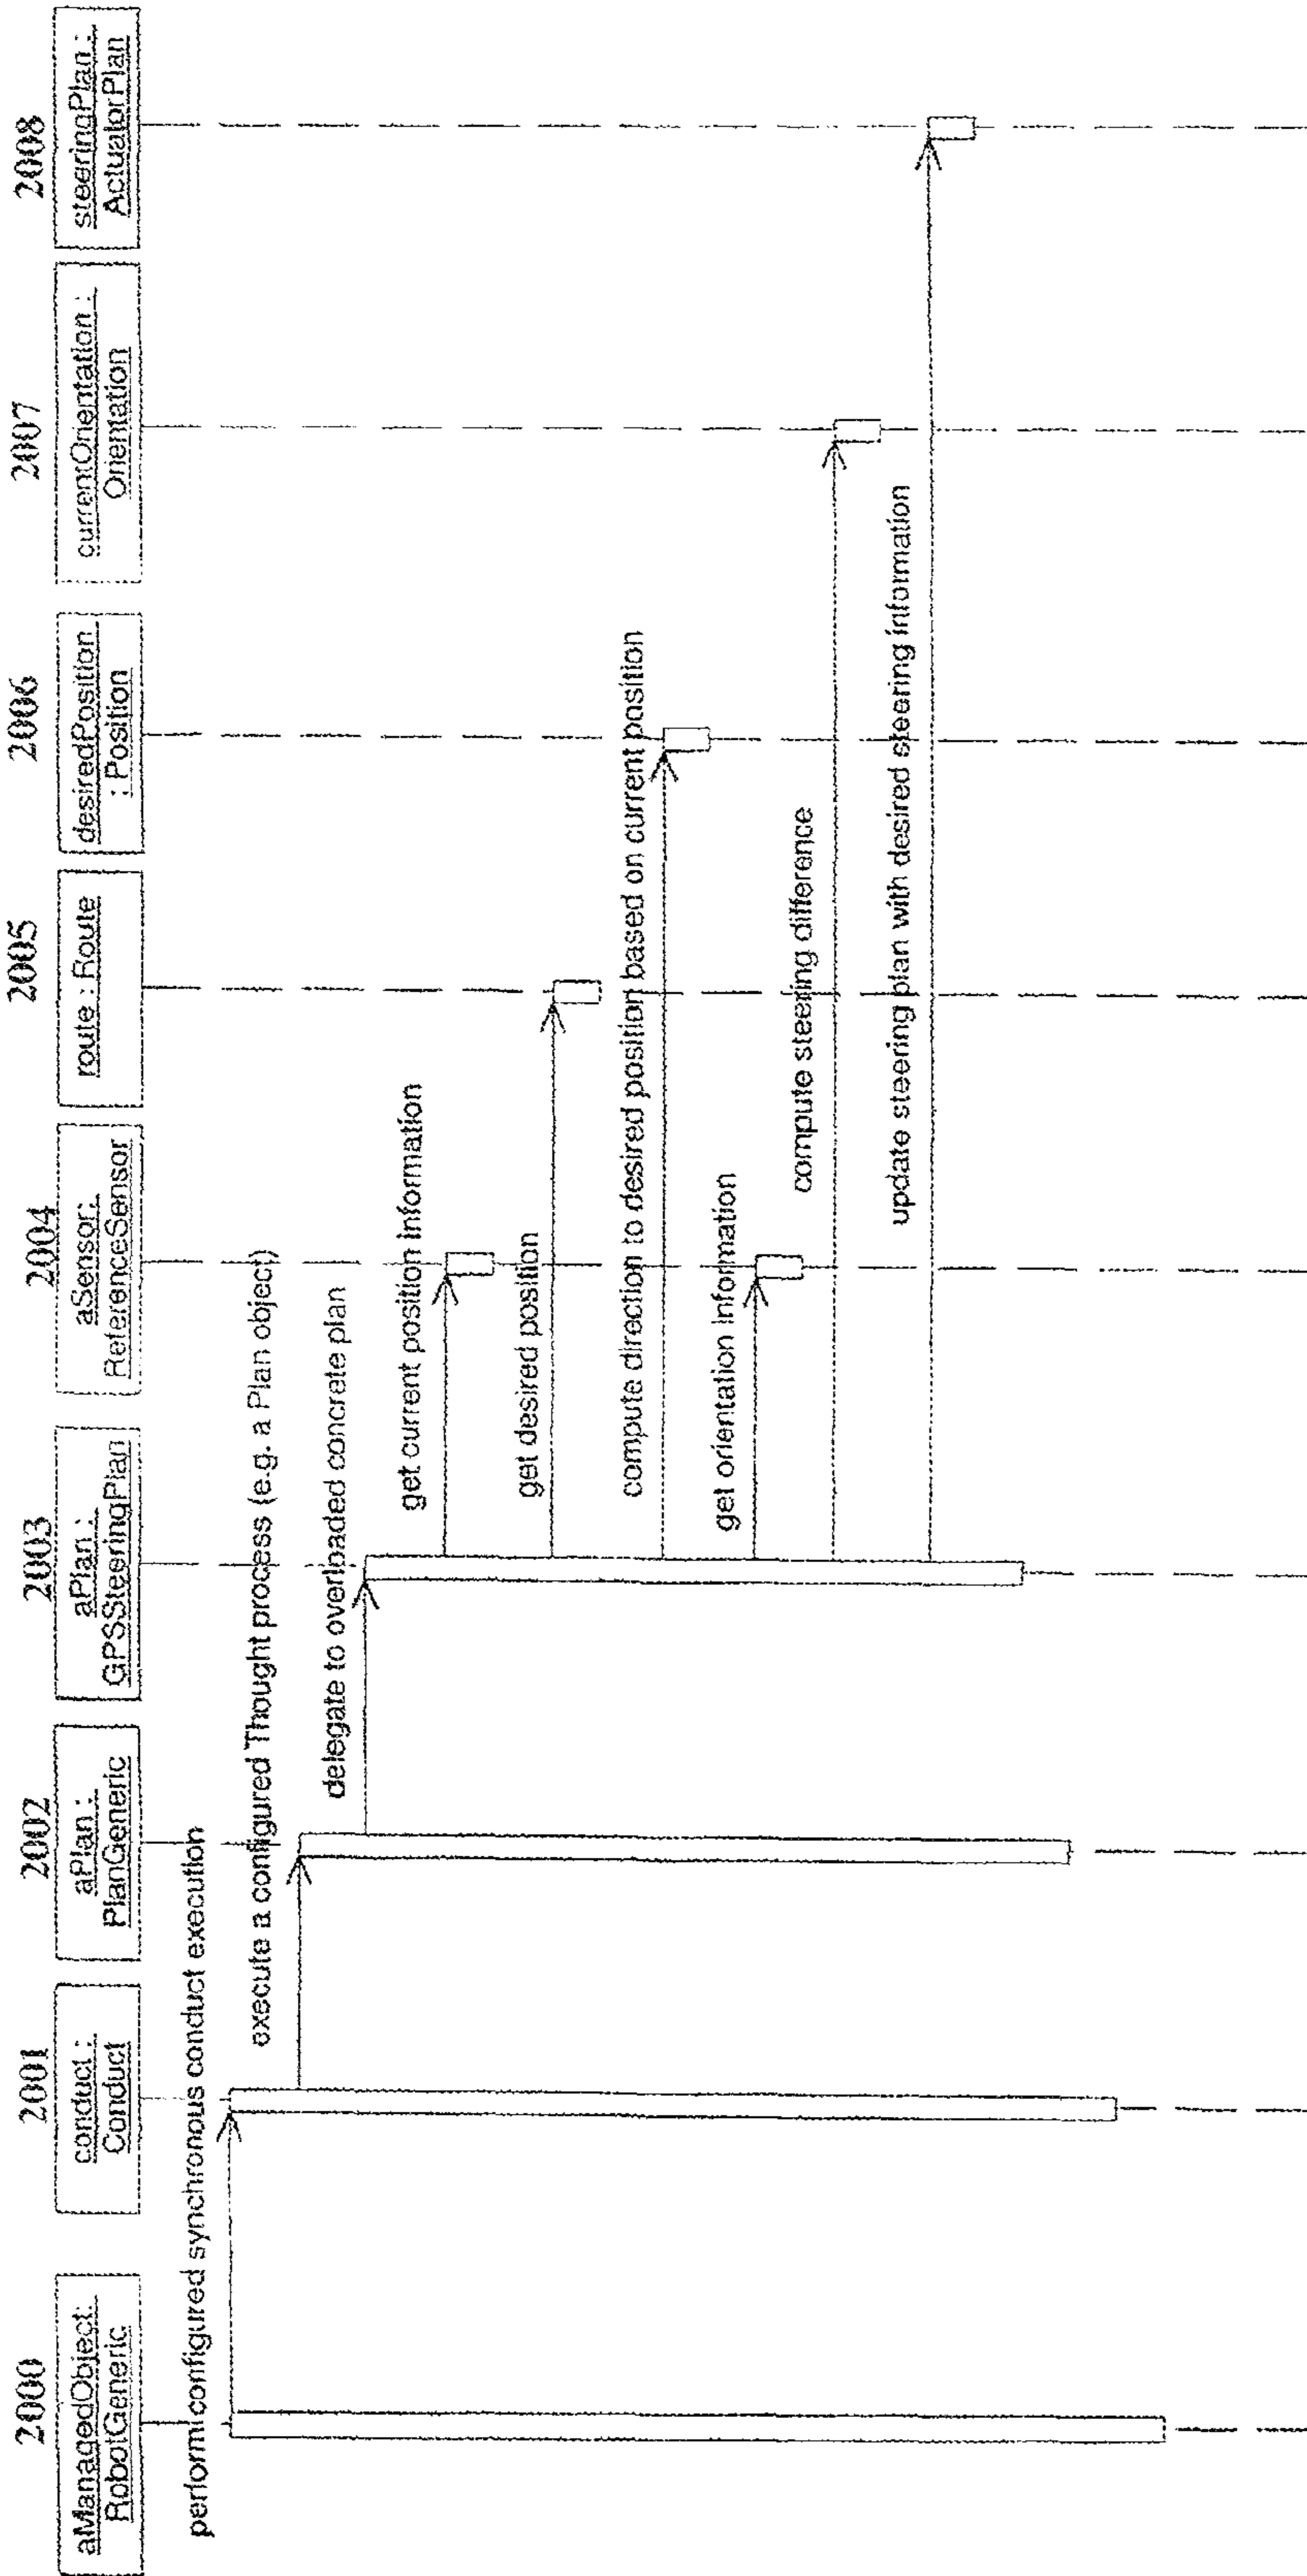 2000
aManagedObject:
RobotGeneric
2001
conduct :
Conduct
2002
aPlan :
PlanGeneric
2003
aPlan :
GPSSteeringPlan
2004
aSensor:
ReferenceSensor
2005
route : Route
2006
desiredPosition
: Position
2007
currentOrientation :
Orientation
2008
steeringPlan :
ActuatorPlan
perform configured synchronous conduct execution
execute a configured Thought process (e.g. a Plan object)
delegate to overloaded concrete plan
get current position information
get desired position
compute direction to desired position based on current position
get orientation information
compute steering difference
update steering plan with desired steering information